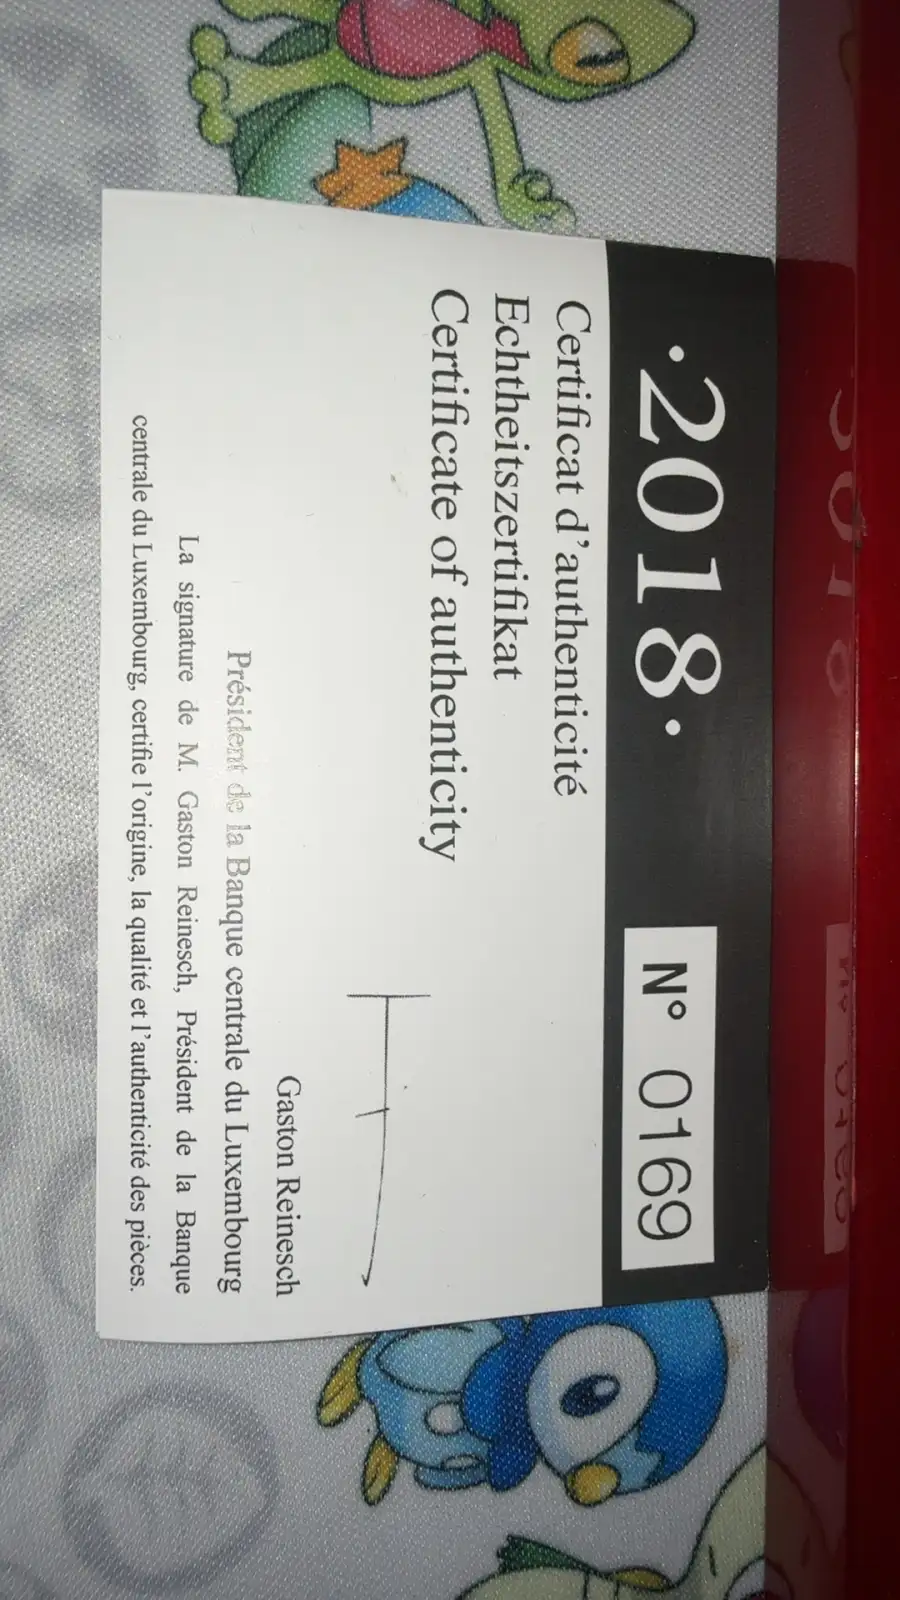 ·2018·
N° 0169
Certificat d'authenticité
Echtheitszertifikat
Certificate of authenticity
Gaston Reinesch
Président de la Banque centrale du Luxembourg
La signature de M. Gaston Reinesch, Président de la Banque
centrale du Luxembourg, certifie l'origine, la qualité et l'authenticité des pièces.